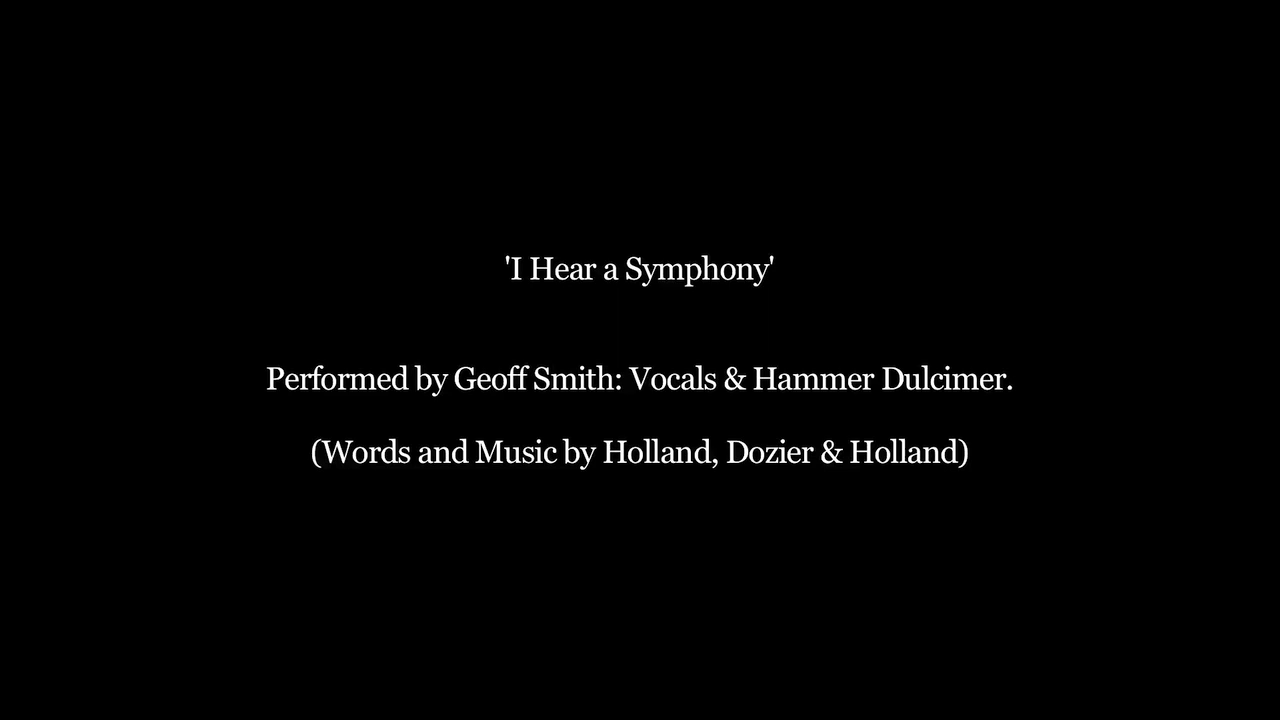 'I Hear a Symphony'
Performed by Geoff Smith: Vocals & Hammer Dulcimer.
(Words and Music by Holland, Dozier & Holland)